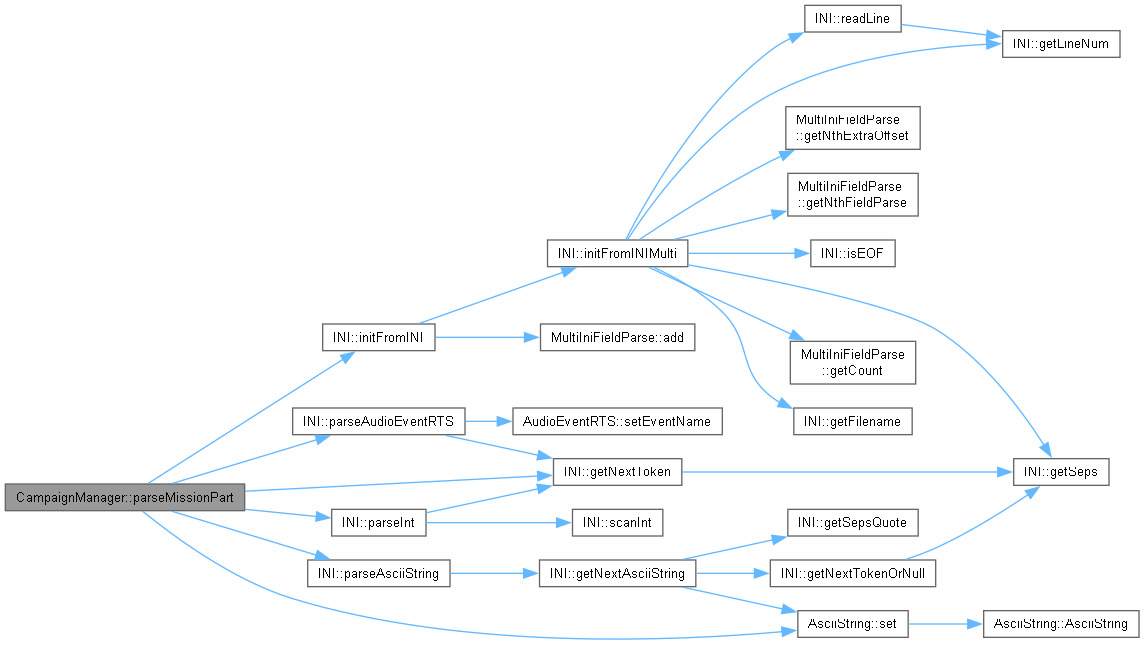 INI::readLine
INI::getLineNum
MultiIniFieldParse
::getNthExtraOffset
MultiIniFieldParse
::getNthFieldParse
INI::initFromINIMulti
INI::isEOF
INI::initFromINI
MultiIniFieldParse::add
MultiIniFieldParse
::getCount
INI::parseAudioEventRTS
AudioEventRTS::setEventName
INI::getFilename
INI::getNextToken
INI::getSeps
CampaignManager::parseMissionPart
INI::parseInt
INI::scanInt
INI::getSepsQuote
INI::parseAsciiString
INI::getNextAsciiString
INI::getNextTokenOrNull
AsciiString::set
AsciiString::AsciiString